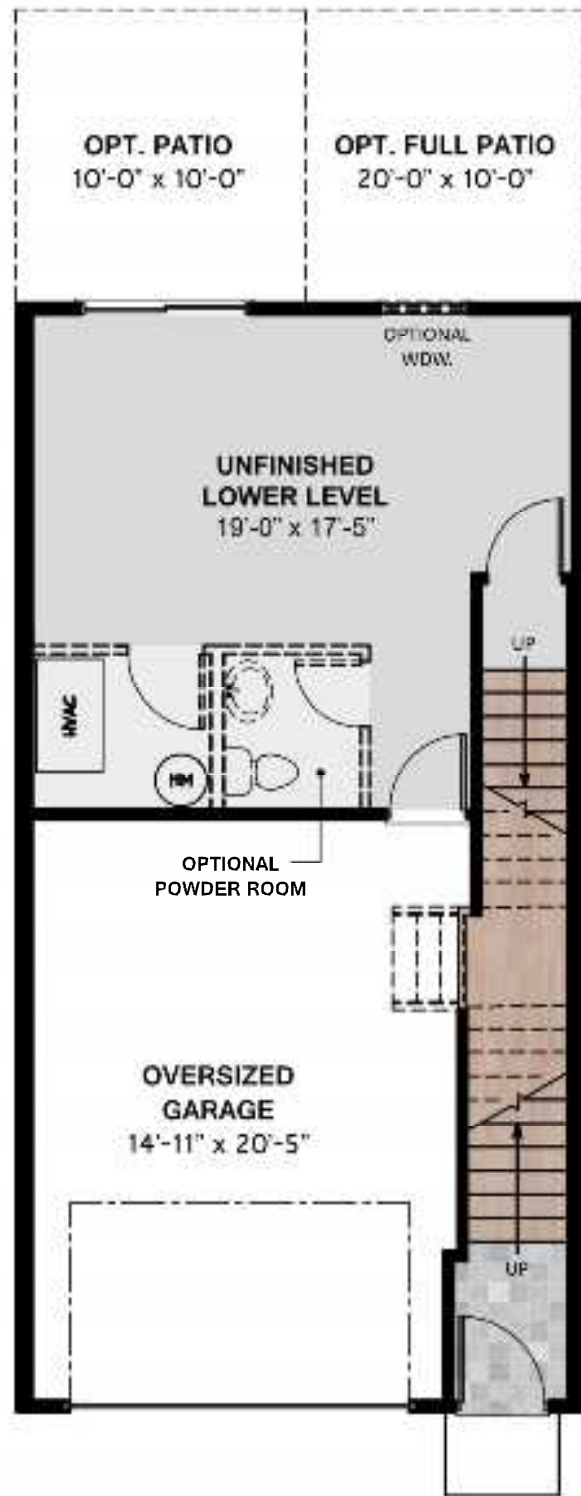 OPT. PATIO
10'-0" x 10'-0"
OPT. FULL PATIO
20'-0" x 10'-0"
OPTIONAL
WDW.
UNFINISHED
LOWER LEVEL
19'-0" x 17'-5"
UP
HVAC
OPTIONAL
POWDER ROOM
OVERSIZED
GARAGE
14'-11" x 20'-5"
UP